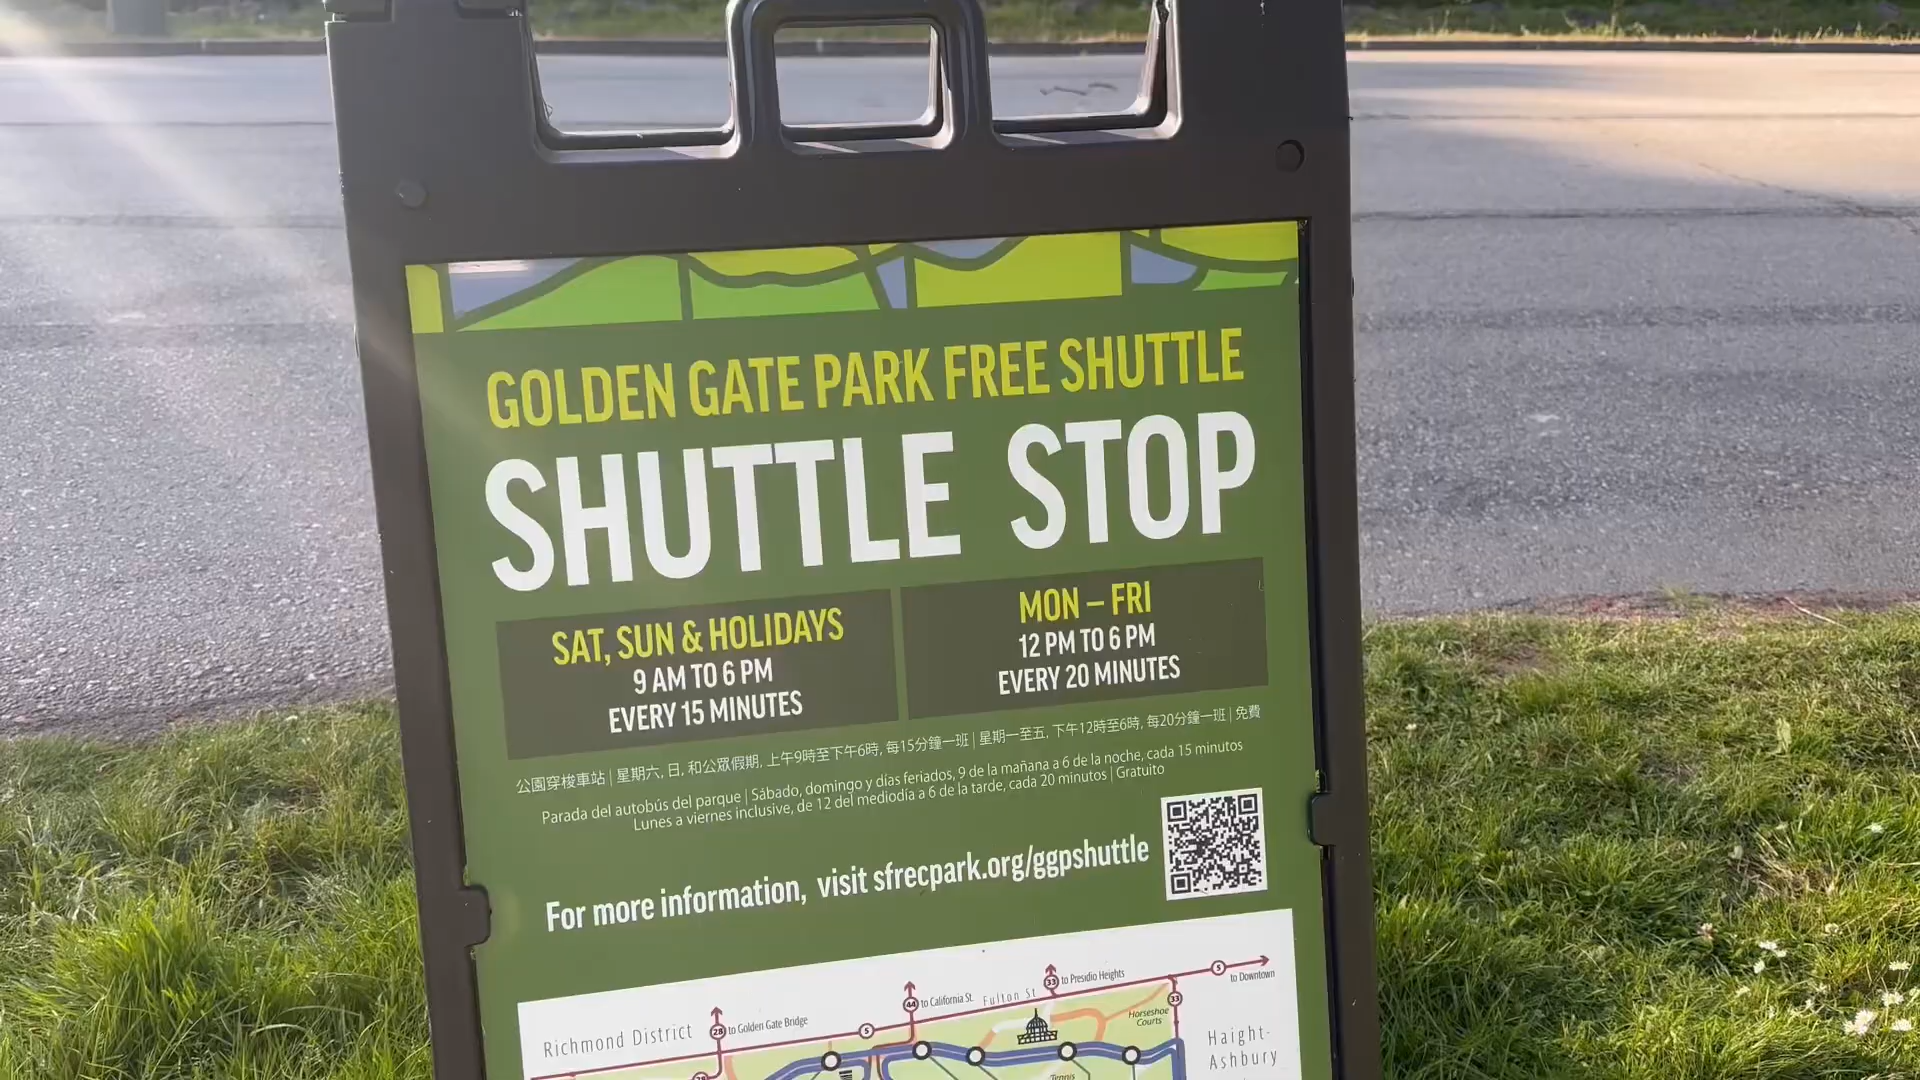 GOLDEN GATE PARK FREE SHUTTLE
SHUTTLE STOP
SAT, SUN & HOLIDAYS
9 AM TO 6 PM
EVERY 15 MINUTES
MON – FRI
12 PM TO 6 PM
EVERY 20 MINUTES
公園穿梭車站 | 星期六, 日, 和公眾假期, 上午9時至下午6時, 每15分鐘一班 | 星期一至五, 下午12時至6時, 每20分鐘一班 | 免費
Parada del autobús del parque | Sábado, domingo y días feriados, 9 de la mañana a 6 de la noche, cada 15 minutos
Lunes a viernes inclusive, de 12 del mediodía a 6 de la tarde, cada 20 minutos | Gratuito
For more information, visit sfrecpark.org/ggpshuttle
5 to Downtown
33 to Presidio Heights
44 to California St.
Fulton St
28 to Golden Gate Bridge
5
33
Horseshoe
Courts
Richmond District
Haight-
Ashbury
Tennis